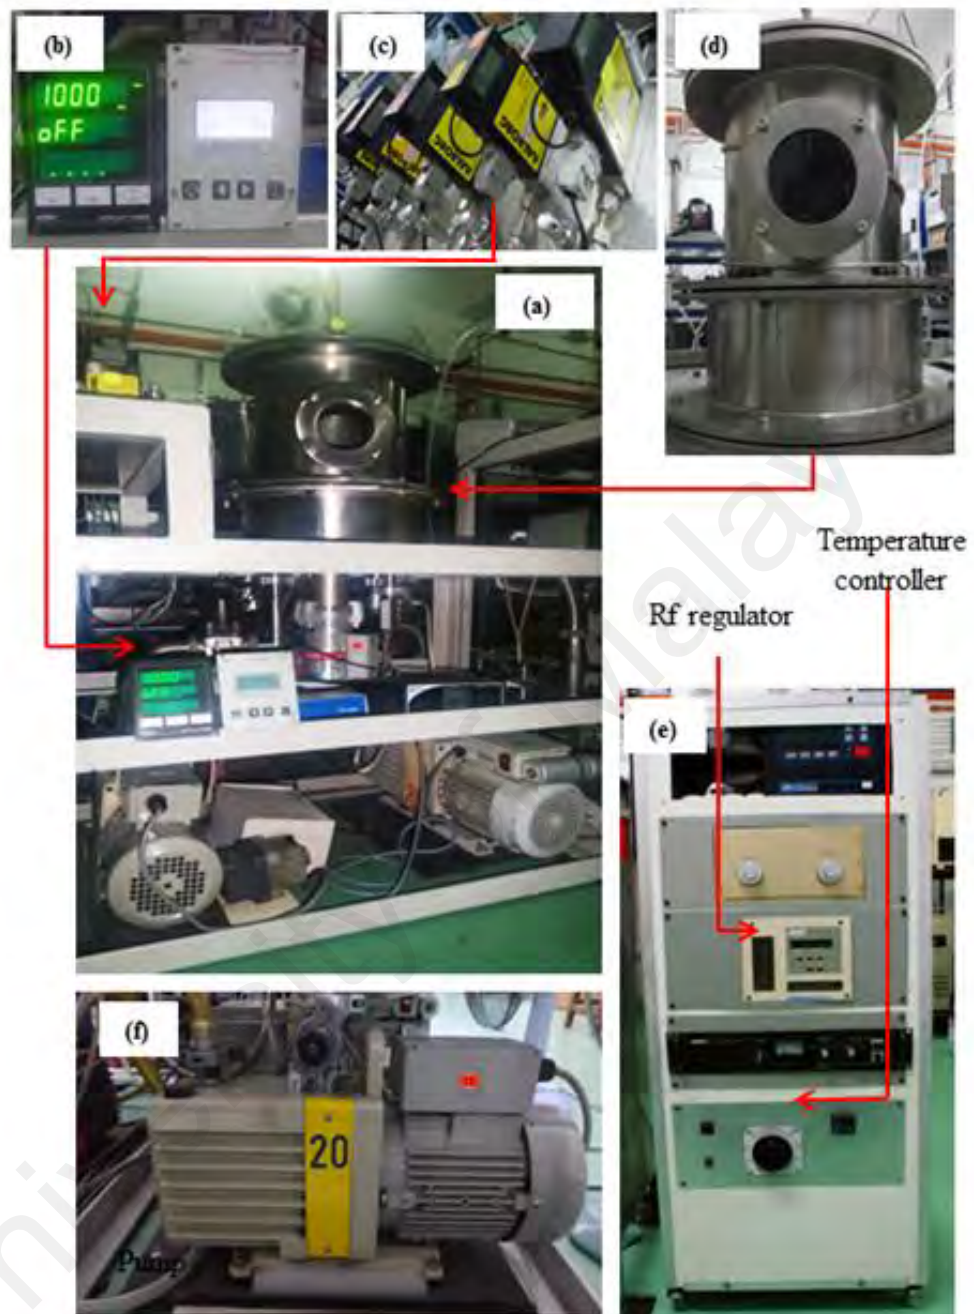 (b)
1000
oFF
(c)
(d)
(a)
Temperature
controller
Rf regulator
(e)
(f)
20
Pump